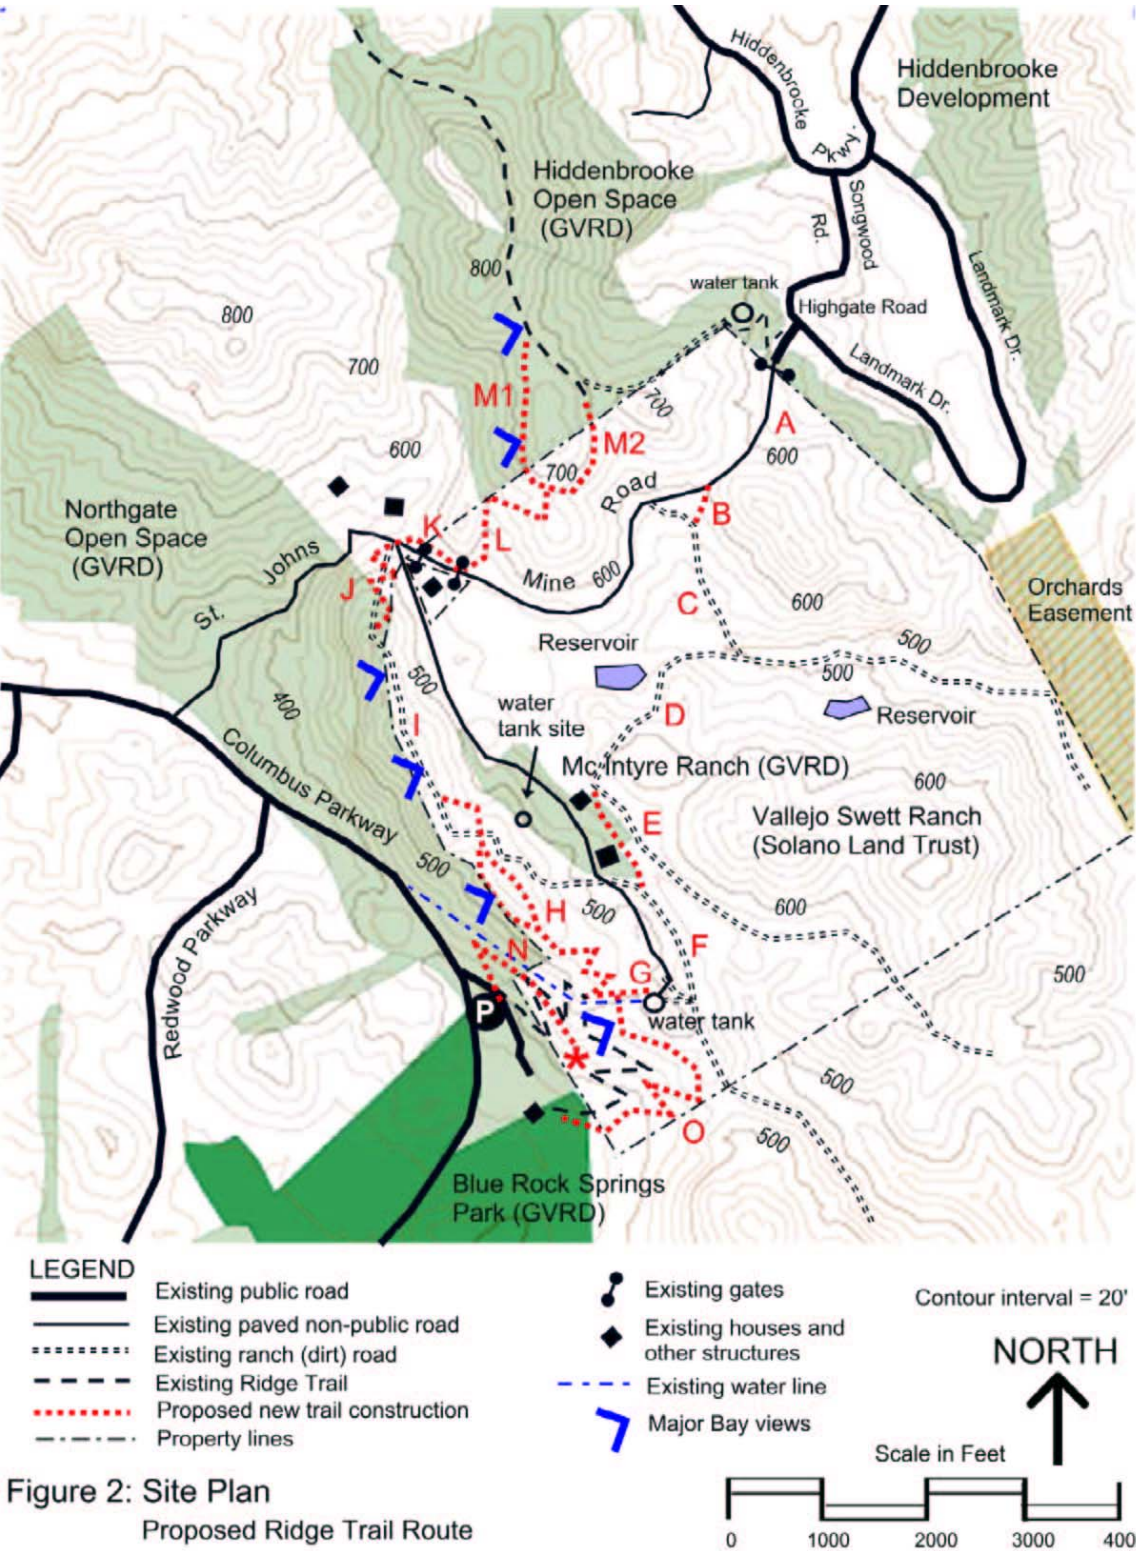 Hiddenbrooke
Pkwy.
Hiddenbrooke
Development
Hiddenbrooke
Open Space
(GVRD)
Songwood
Rd.
Landmark Dr.
800
water tank
Highgate Road
800
700
Landmark Dr.
M1
700
A
M2
600
600
700
Road
Northgate
Open Space
(GVRD)
K
B
L
St. Johns
Mine
600
J
C
600
Orchards
Easement
Reservoir
500
500
500
400
water
tank site
D
Reservoir
I
Columbus Parkway
Mc Intyre Ranch (GVRD)
600
E
Vallejo Swett Ranch
(Solano Land Trust)
500
Redwood Parkway
H
500
600
N
F
G
500
P
water tank
*
500
O
500
Blue Rock Springs
Park (GVRD)
LEGEND
Existing public road
Existing paved non-public road
Existing ranch (dirt) road
Existing Ridge Trail
Proposed new trail construction
Property lines
Existing gates
Existing houses and
other structures
Existing water line
Major Bay views
Contour interval = 20'
NORTH
Scale in Feet
0 1000 2000 3000 400
Figure 2: Site Plan
Proposed Ridge Trail Route